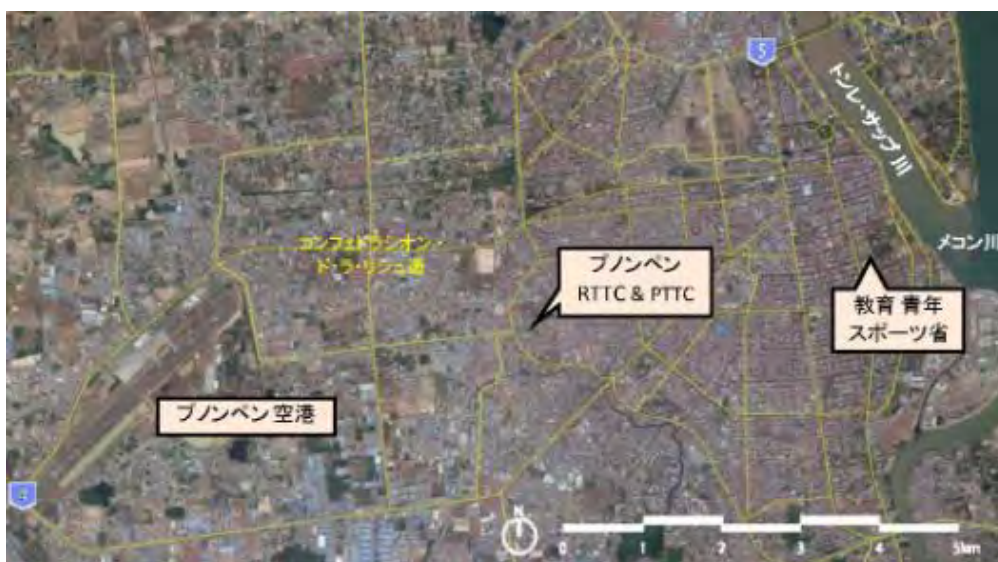 5
トンレ・サップ川
メコン川
コンフェデラシオン・
ド・ラ・リシュ通
プノンペン
RTTC & PTTC
教育 青年
スポーツ省
プノンペン 空港
4
N
0 1 2 3 4 5km